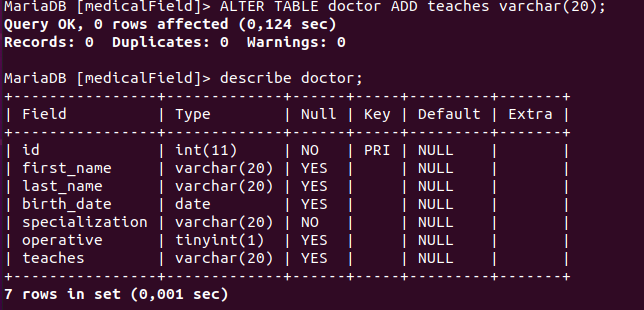 MariaDB [medicalField]> ALTER TABLE doctor ADD teaches varchar(20);
Query OK, 0 rows affected (0,124 sec)
Records: 0  Duplicates: 0  Warnings: 0

MariaDB [medicalField]> describe doctor;
+----------------+-------------+------+-----+---------+-------+
| Field          | Type        | Null | Key | Default | Extra |
+----------------+-------------+------+-----+---------+-------+
| id             | int(11)     | NO   | PRI | NULL    |       |
| first_name     | varchar(20) | YES  |     | NULL    |       |
| last_name      | varchar(20) | YES  |     | NULL    |       |
| birth_date     | date        | YES  |     | NULL    |       |
| specialization | varchar(20) | NO   |     | NULL    |       |
| operative      | tinyint(1)  | YES  |     | NULL    |       |
| teaches        | varchar(20) | YES  |     | NULL    |       |
+----------------+-------------+------+-----+---------+-------+
7 rows in set (0,001 sec)